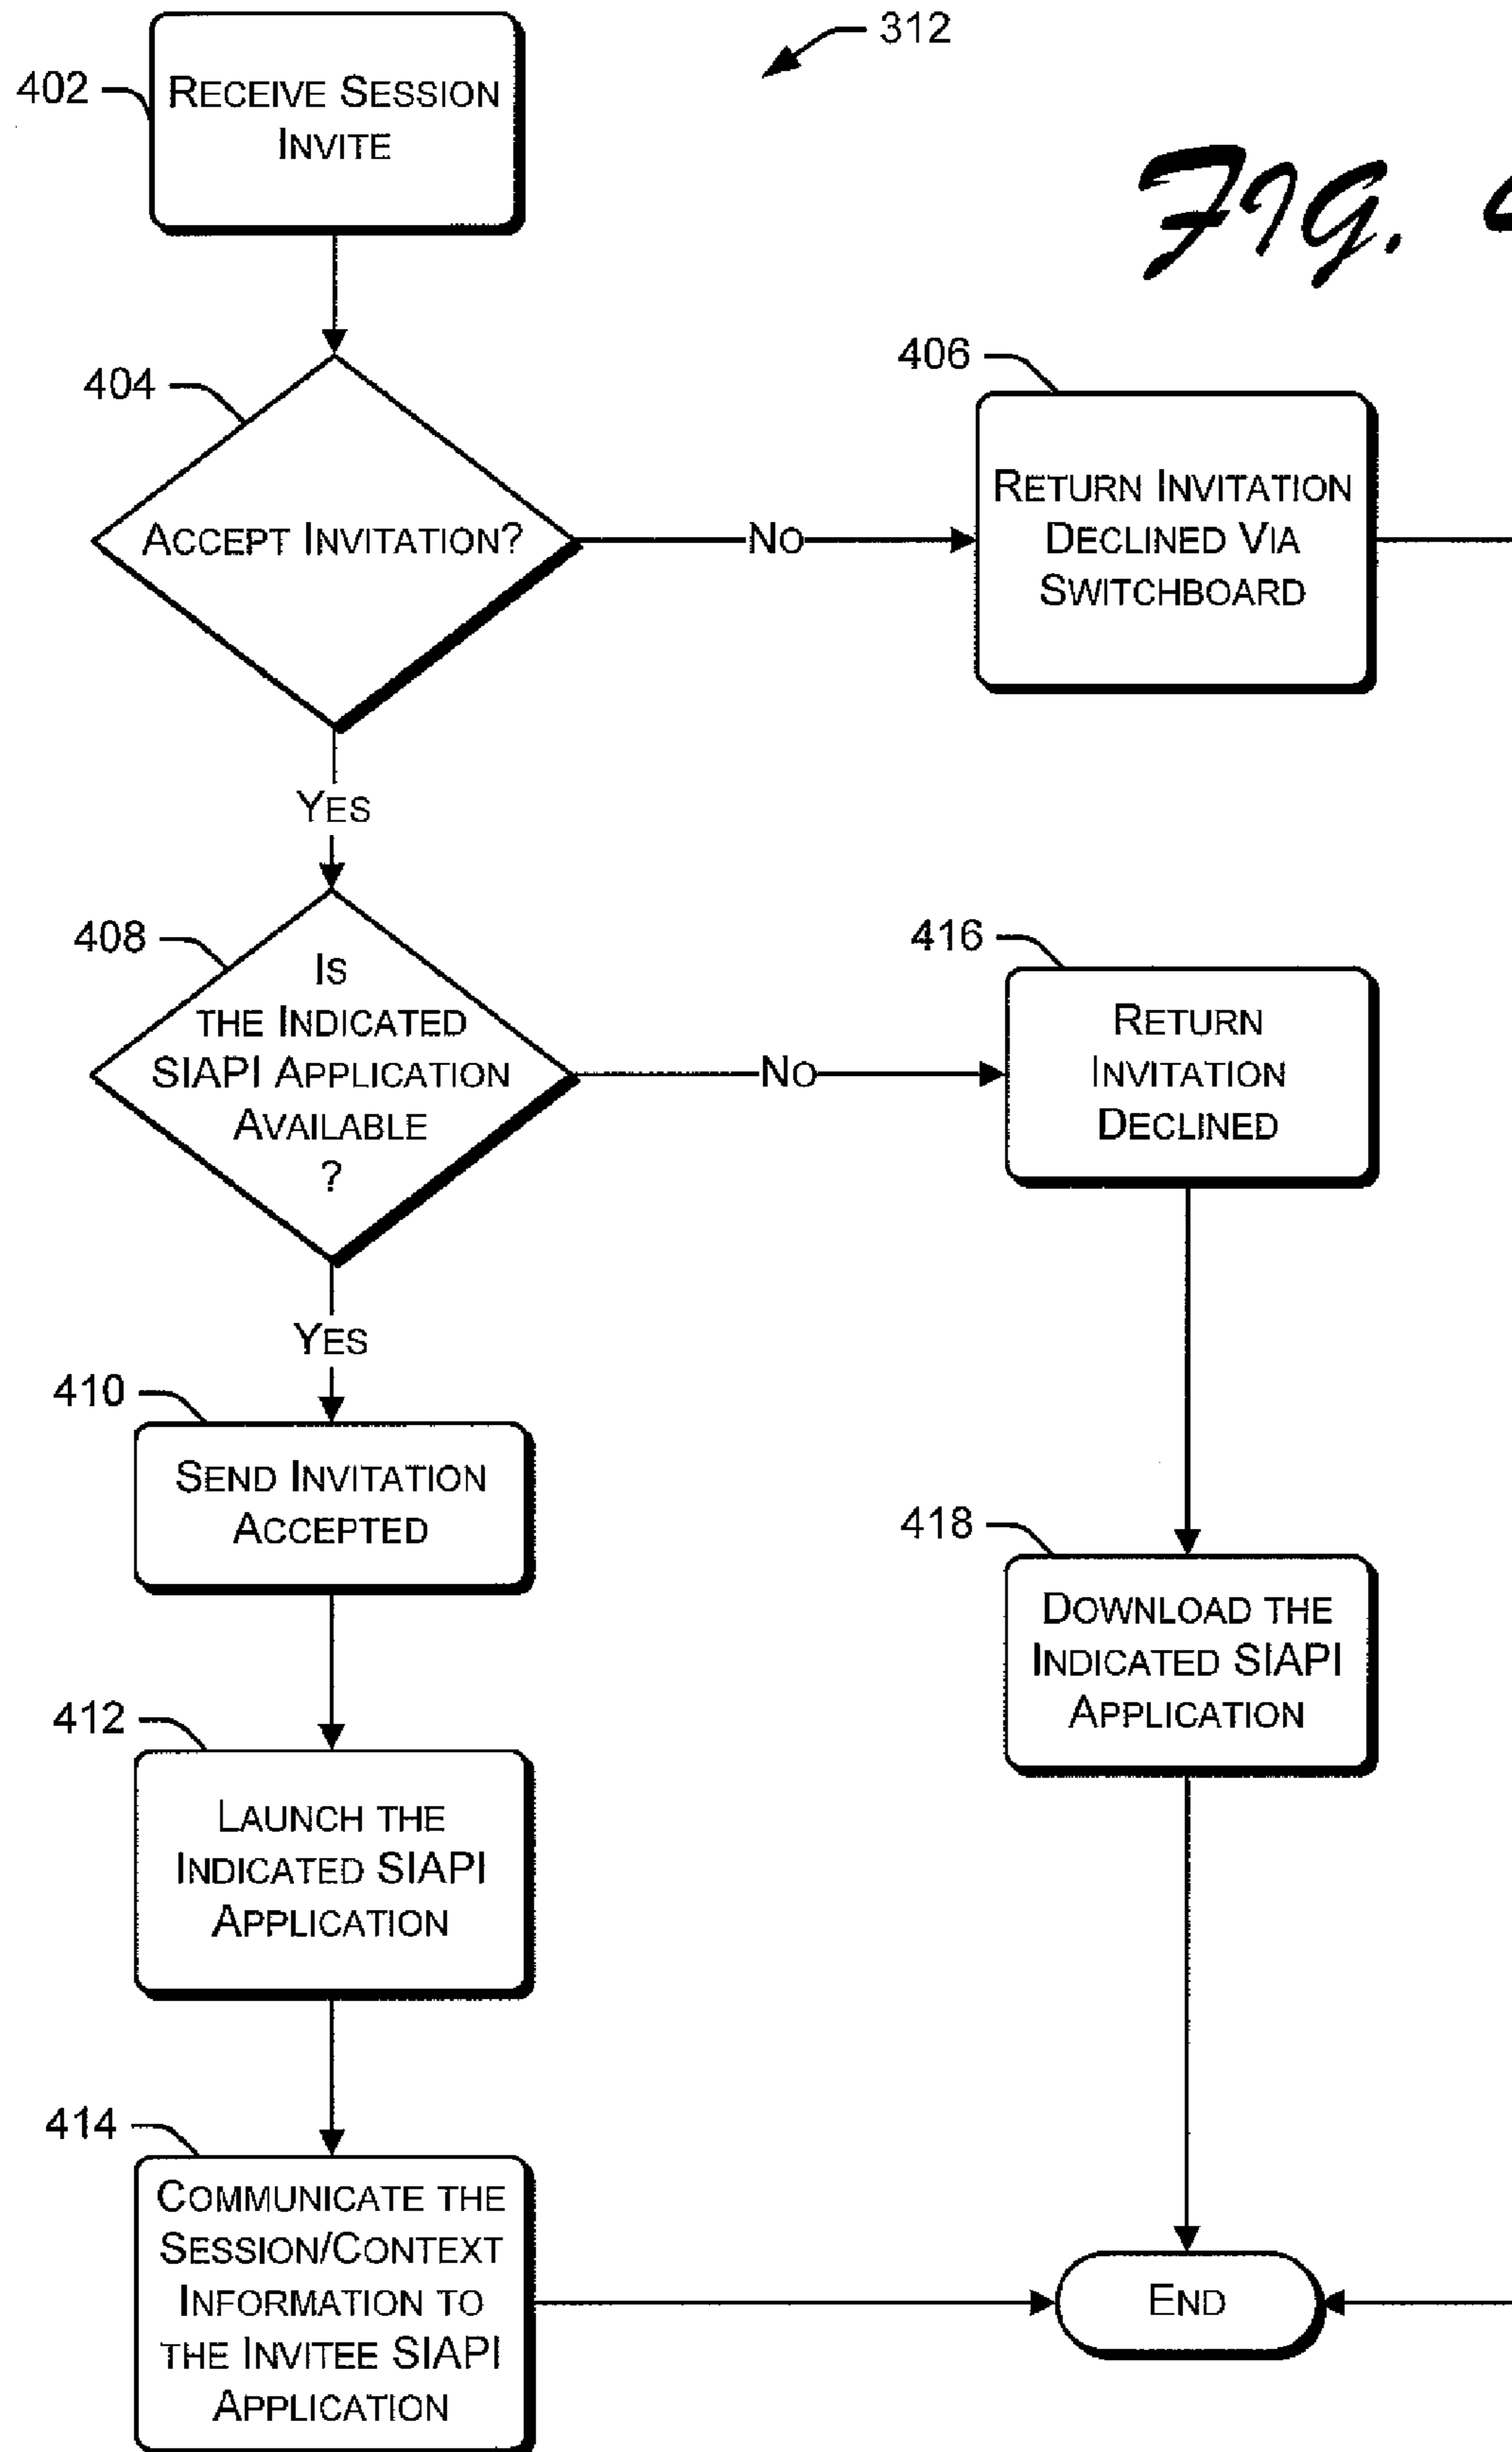 312
402
RECEIVE SESSION
INVITE
FIG.
404
ACCEPT INVITATION?
NO
406
RETURN INVITATION
DECLINED VIA
SWITCHBOARD
YES
408
IS
THE INDICATED
SIAPI APPLICATION
AVAILABLE
?
NO
416
RETURN
INVITATION
DECLINED
YES
410
SEND INVITATION
ACCEPTED
418
DOWNLOAD THE
INDICATED SIAPI
APPLICATION
412
LAUNCH THE
INDICATED SIAPI
APPLICATION
414
COMMUNICATE THE
SESSION/CONTEXT
INFORMATION TO
THE INVITEE SIAPI
APPLICATION
END